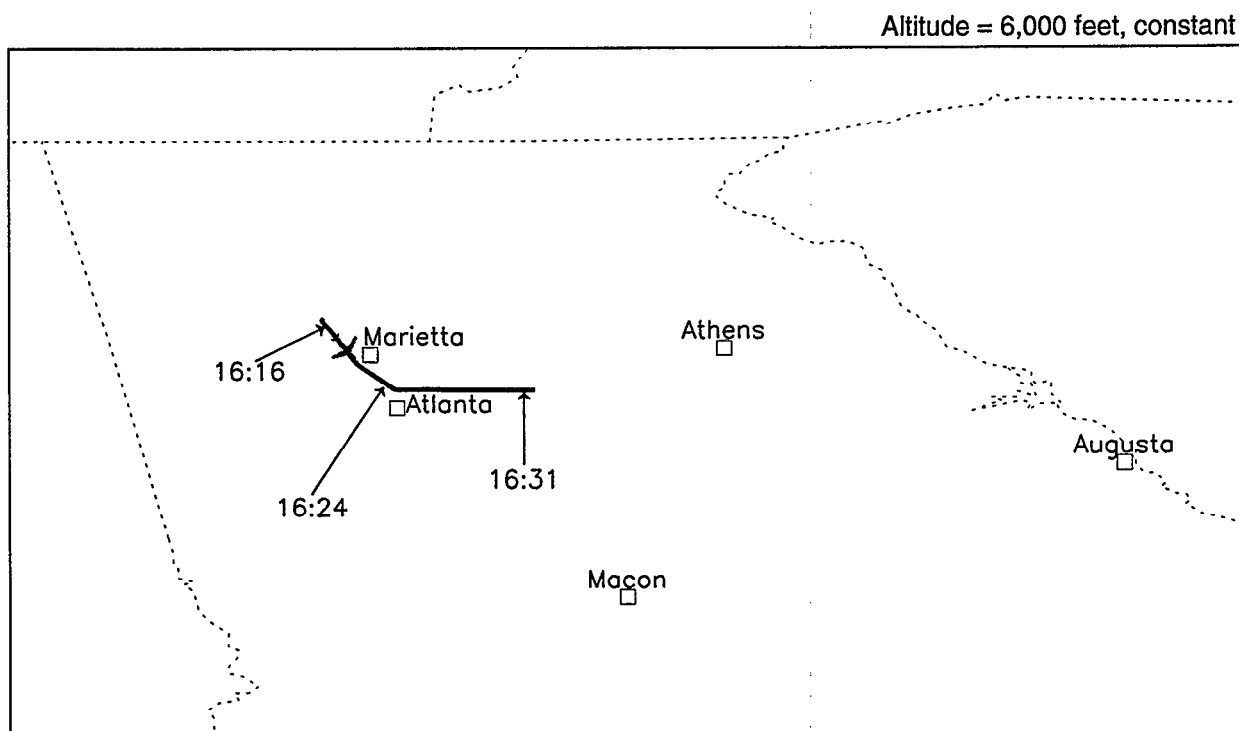 Altitude = 6,000 feet, constant
Athens
Marietta
16:16
Atlanta
Augusta
16:31
16:24
Macon